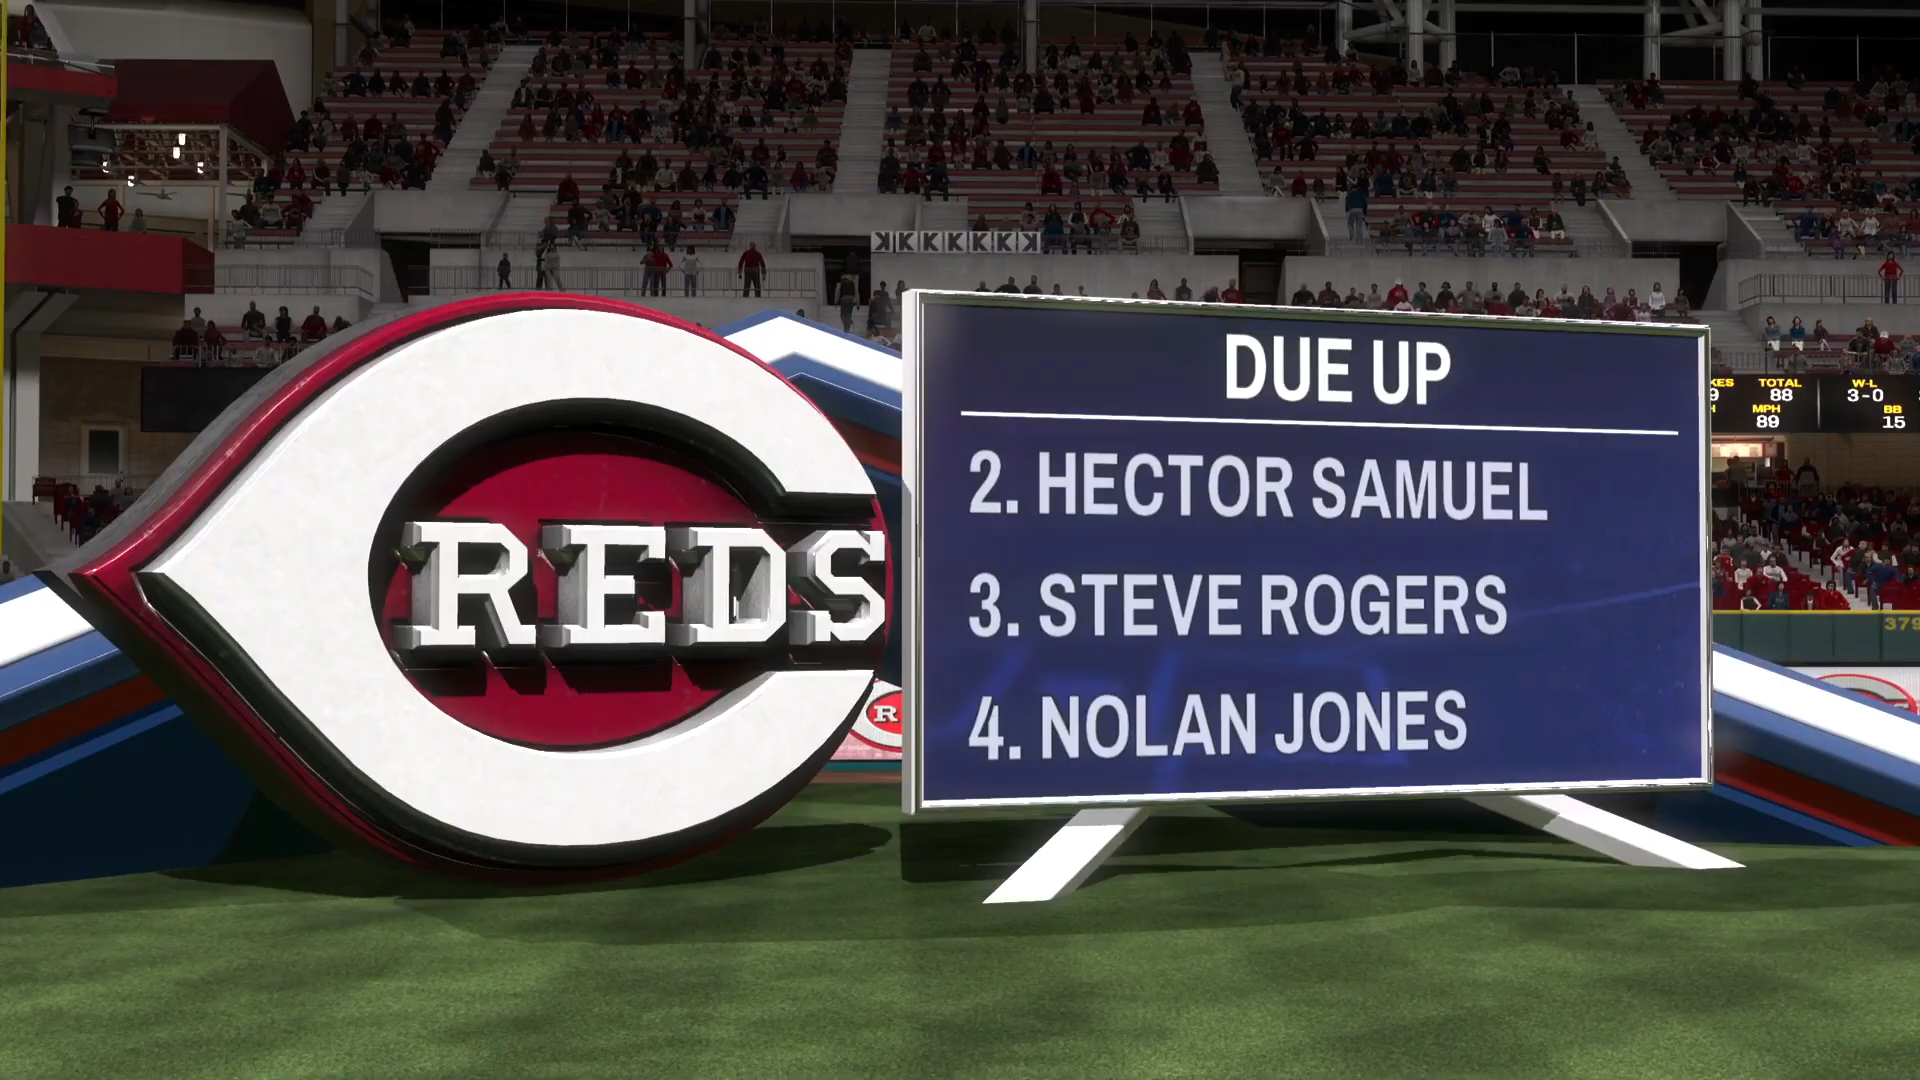 KKKKKKK
DUE UP
2. HECTOR SAMUEL
3. STEVE ROGERS
4. NOLAN JONES
REDS
R
TOTAL
88
MPH
89
W-L
3-0
BB
15
379